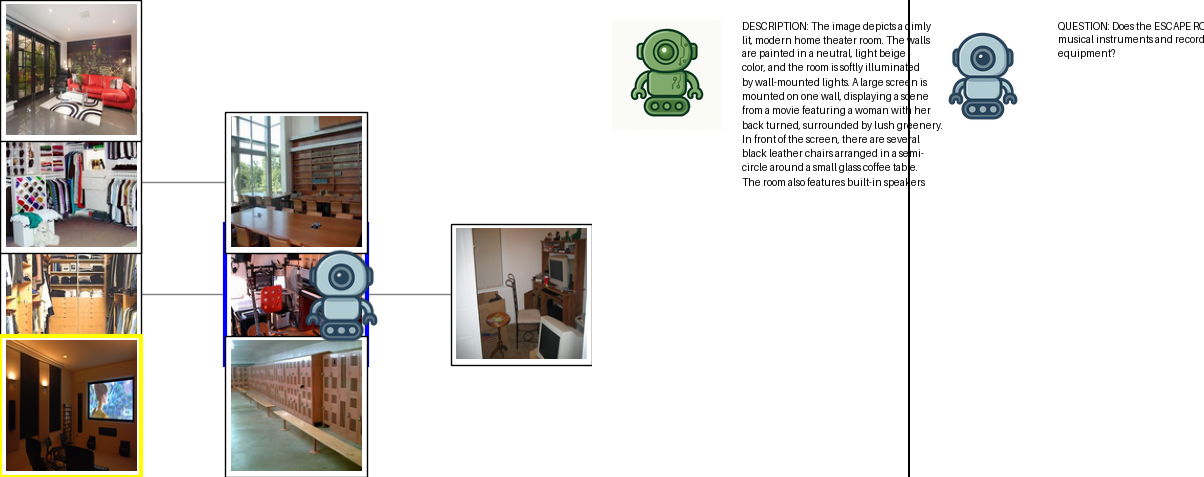 DESCRIPTION: The image depicts a dimly
lit, modern home theater room. The walls
are painted in a neutral, light beige
color, and the room is softly illuminated
by wall-mounted lights. A large screen is
mounted on one wall, displaying a scene
from a movie featuring a woman with her
back turned, surrounded by lush greenery.
In front of the screen, there are several
black leather chairs arranged in a semi-
circle around a small glass coffee table.
The room also features built-in speakers
QUESTION: Does the ESCAPE RO
musical instruments and record
equipment?